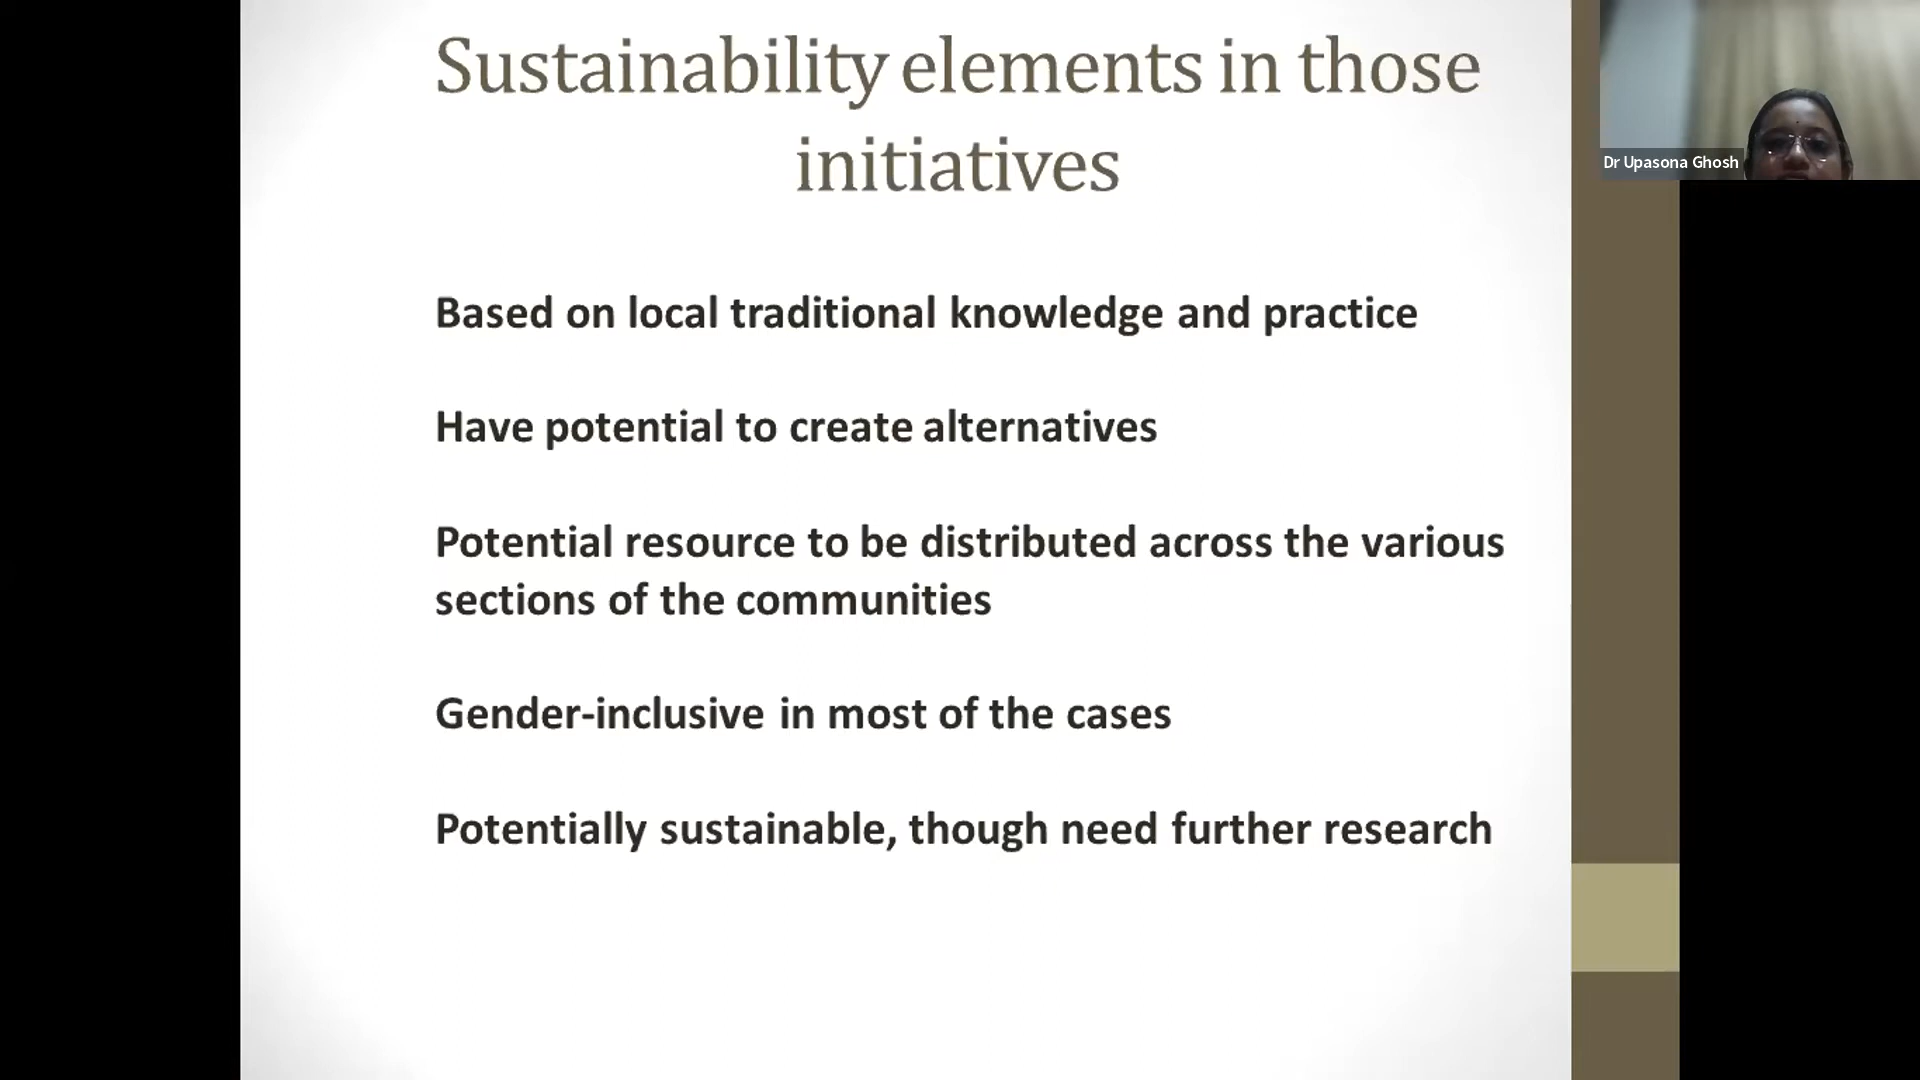 Sustainability elements in those
initiatives
Dr Upasona Ghosh
Based on local traditional knowledge and practice
Have potential to create alternatives
Potential resource to be distributed across the various
sections of the communities
Gender-inclusive in most of the cases
Potentially sustainable, though need further research